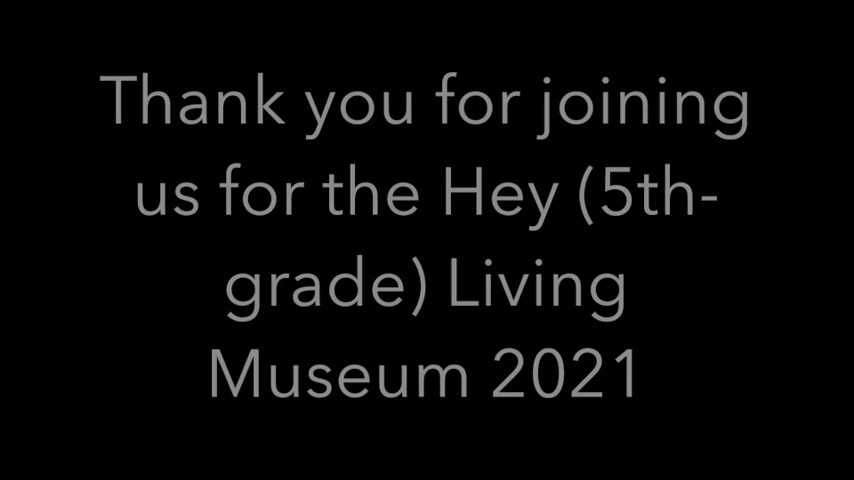 Thank you for joining
us for the Hey (5th-
grade) Living
Museum 2021